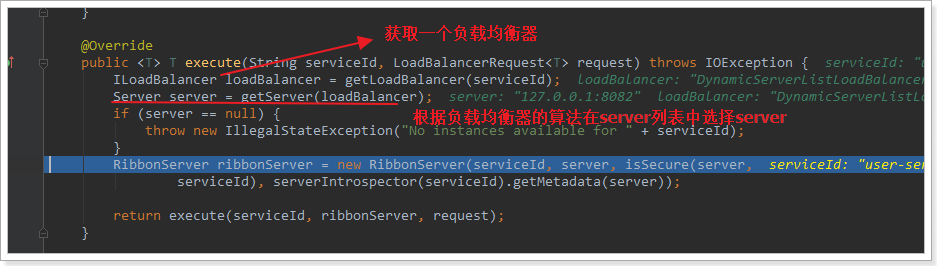 }
获取一个负载均衡器
@Override
public <T> T execute(String serviceId, LoadBalancerRequest<T> request) throws IOException { serviceId: "u
ILoadBalancer loadBalancer = getLoadBalancer(serviceId); loadBalancer: "DynamicServerListLoadBalancer
Server server = getServer(loadBalancer); server: "127.0.0.1:8082" loadBalancer: "DynamicServerListLo
if (server == null) {
根据负载均衡器的算法在server列表中选择server
throw new IllegalStateException("No instances available for " + serviceId);
}
RibbonServer ribbonServer = new RibbonServer(serviceId, server, isSecure(server, serviceId: "user-ser
serviceId), serverIntrospector(serviceId).getMetadata(server));
return execute(serviceId, ribbonServer, request);
}